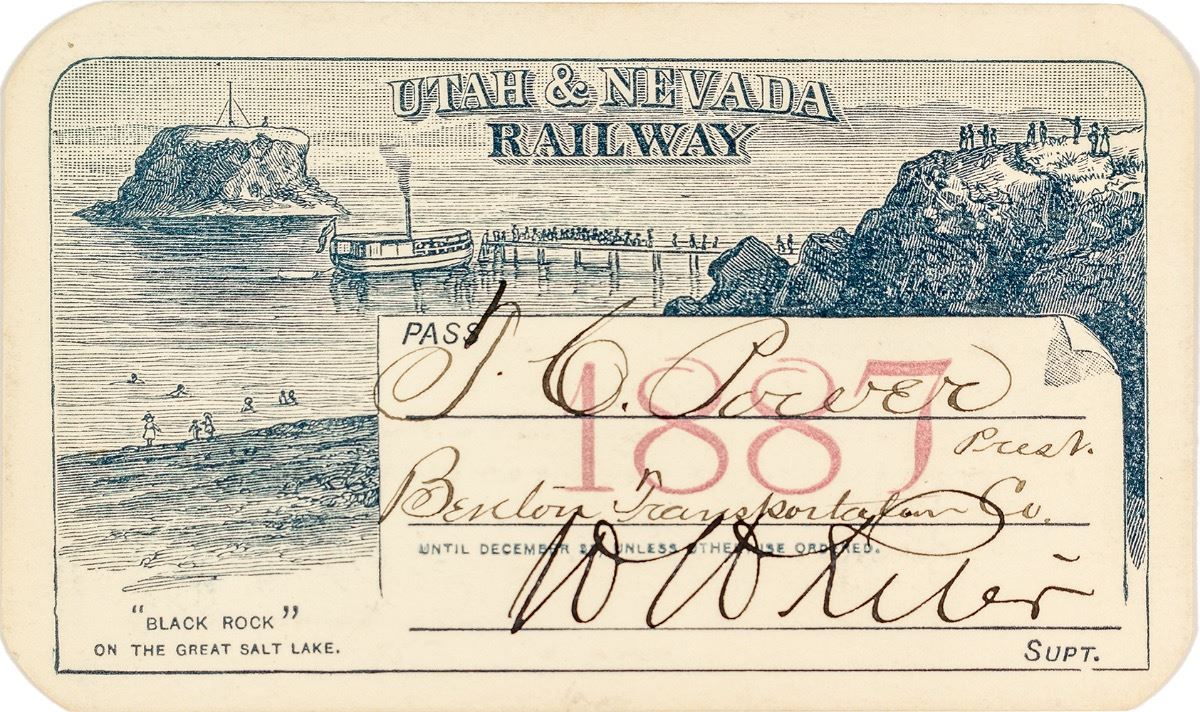 UTAH & NEVADA
RAILWAY
PASS T. C. Power
1887
Prest.
Benton Transportation Co.
UNTIL DECEMBER 31, UNLESS OTHERWISE ORDERED.
W W
SUPT.
"BLACK ROCK"
ON THE GREAT SALT LAKE.